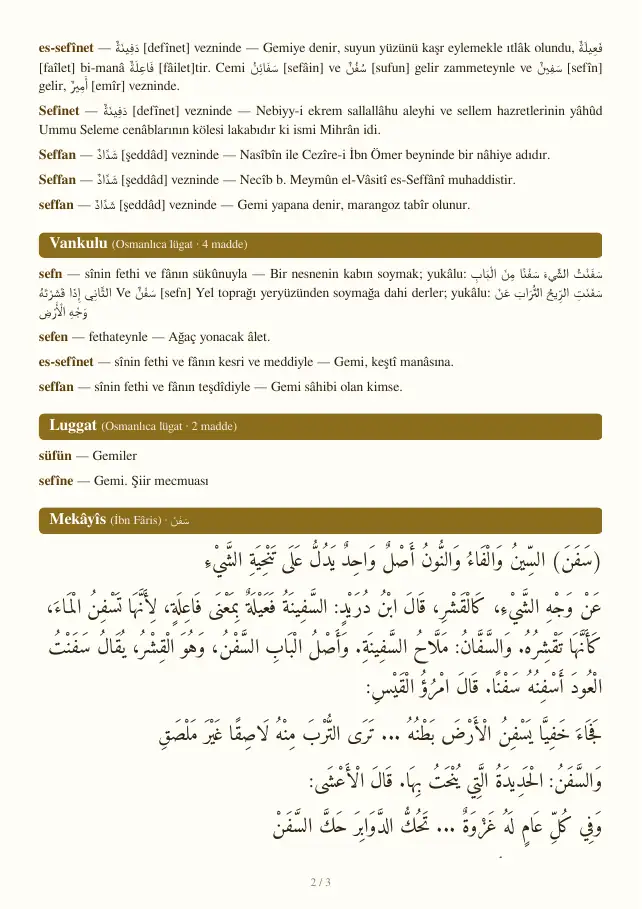 es-sefînet — دَفِينَةٌ [defînet] vezninde — Gemiye denir, suyun yüzünü kaşr eylemekle ıtlâk olundu, فَعِيلَةٌ
[faîlet] bi-manâ فَاعِلَةٌ [fâilet]tir. Cemi سَفَائِنُ [sefâin] ve سُفُنٌ [sufun] gelir zammeteynle ve سَفِينٌ [sefîn]
gelir, أَمِيرٌ [emîr] vezninde.
Sefinet — دَفِينَةٌ [defînet] vezninde — Nebiyy-i ekrem sallallâhu aleyhi ve sellem hazretlerinin yâhûd
Ummu Seleme cenâblarının kölesi lakabıdır ki ismi Mihrân idi.
Seffan — شَدَّادٌ [şeddâd] vezninde — Nasîbîn ile Cezîre-i İbn Ömer beyninde bir nâhiye adıdır.
Seffan — شَدَّادٌ [şeddâd] vezninde — Necîb b. Meymûn el-Vâsitî es-Seffânî muhaddistir.
seffan — شَدَّادٌ [şeddâd] vezninde — Gemi yapana denir, marangoz tabîr olunur.
Vankulu (Osmanlıca lügat · 4 madde)
sefn — sînin fethi ve fânın sükûnuyla — Bir nesnenin kabın soymak; yukâlu: سَفَنْتُ الشَّيْءَ سَفْنًا مِنَ الْبَابِ
الثَّانِي إِذَا قَشَرْتَهُ Ve سَفْنٌ [sefn] Yel toprağı yeryüzünden soymağa dahi derler; yukâlu: سَفَنَتِ الرِّيحُ التُّرَابَ عَنْ
وَجْهِ الْأَرْضِ
sefen — fethateynle — Ağaç yonacak âlet.
es-sefînet — sînin fethi ve fânın kesri ve meddiyle — Gemi, keştî manâsına.
seffan — sînin fethi ve fânın teşdîdiyle — Gemi sâhibi olan kimse.
Luggat (Osmanlıca lügat · 2 madde)
süfün — Gemiler
sefîne — Gemi. Şiir mecmuası
Mekâyîs (İbn Fâris) · سَفَنَ
(سَفَنَ) السِّينُ وَالْفَاءُ وَالنُّونُ أَصْلٌ وَاحِدٌ يَدُلُّ عَلَى تَنْحِيَةِ الشَّيْءِ
عَنْ وَجْهِ الشَّيْءِ، كَالْقَشْرِ، قَالَ ابْنُ دُرَيْدٍ: السَّفِينَةُ فَعِيلَةٌ بِمَعْنَى فَاعِلَةٍ، لِأَنَّهَا تَسْفِنُ الْمَاءَ،
كَأَنَّهَا تَقْشِرُهُ. وَالسَّفَّانُ: مَلَّاحُ السَّفِينَةِ. وَأَصْلُ الْبَابِ السَّفْنُ، وَهُوَ الْقِشْرُ، يُقَالُ سَفَنْتُ
الْعُودَ أَسْفِنُهُ سَفْنًا. قَالَ امْرُؤُ الْقَيْسِ:
فَجَاءَ خَفِيًّا يَسْفِنُ الْأَرْضَ بَطْنُهُ ... تَرَى التُّرْبَ مِنْهُ لَاصِقًا غَيْرَ مَلْصَقِ
وَالسَّفَنُ: الْحَدِيدَةُ الَّتِي يُنْحَتُ بِهَا. قَالَ الْأَعْشَى:
وَفِي كُلِّ عَامٍ لَهُ غَزْوَةٌ ... تَحُكُّ الدَّوَابِرَ حَكَّ السَّفَنْ
2 / 3